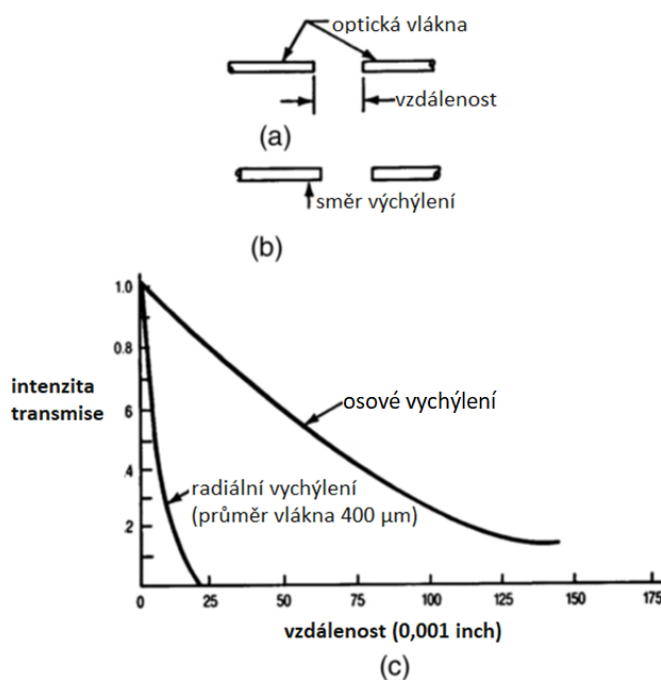 optická vlákna
vzdálenost
(a)
směr výchýlení
(b)
1.0
0.8
intenzita
transmise
6
osové vychýlení
.4
radiální vychýlení
(průměr vlákna 400 µm)
.2
0
25
50
75
100
125
150
175
vzdálenost (0,001 inch)
(c)